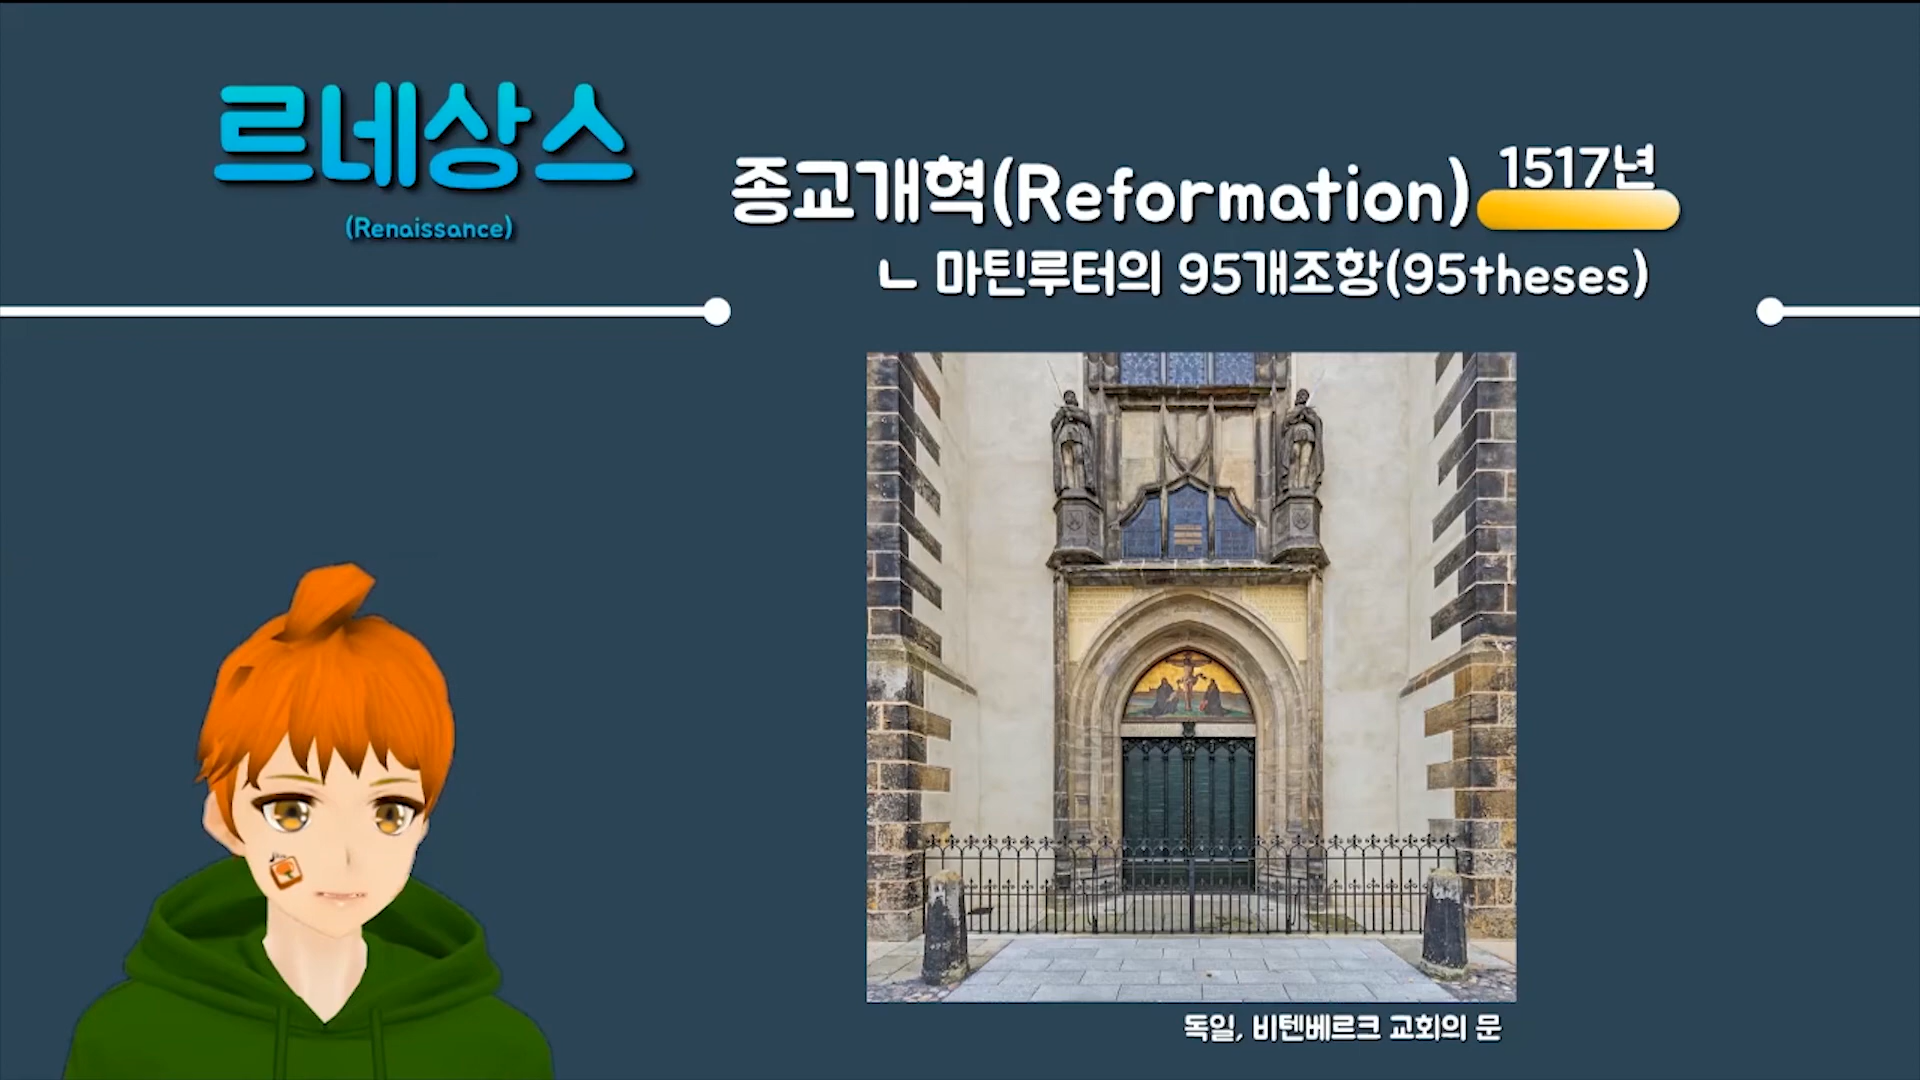 르네상스
(Renaissance)
종교개혁(Reformation) 1517년
ㄴ 마틴루터의 95개조항(95theses)
독일, 비텐베르크 교회의 문